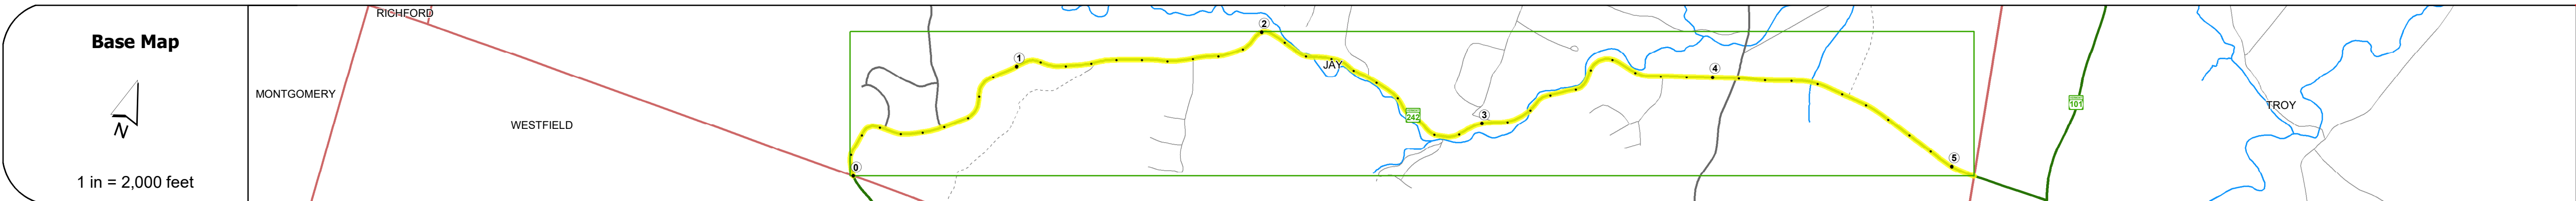 Base Map
N
1 in = 2,000 feet
RICHFORD
MONTGOMERY
WESTFIELD
0
1
2
JAY
242
3
4
5
101
TROY